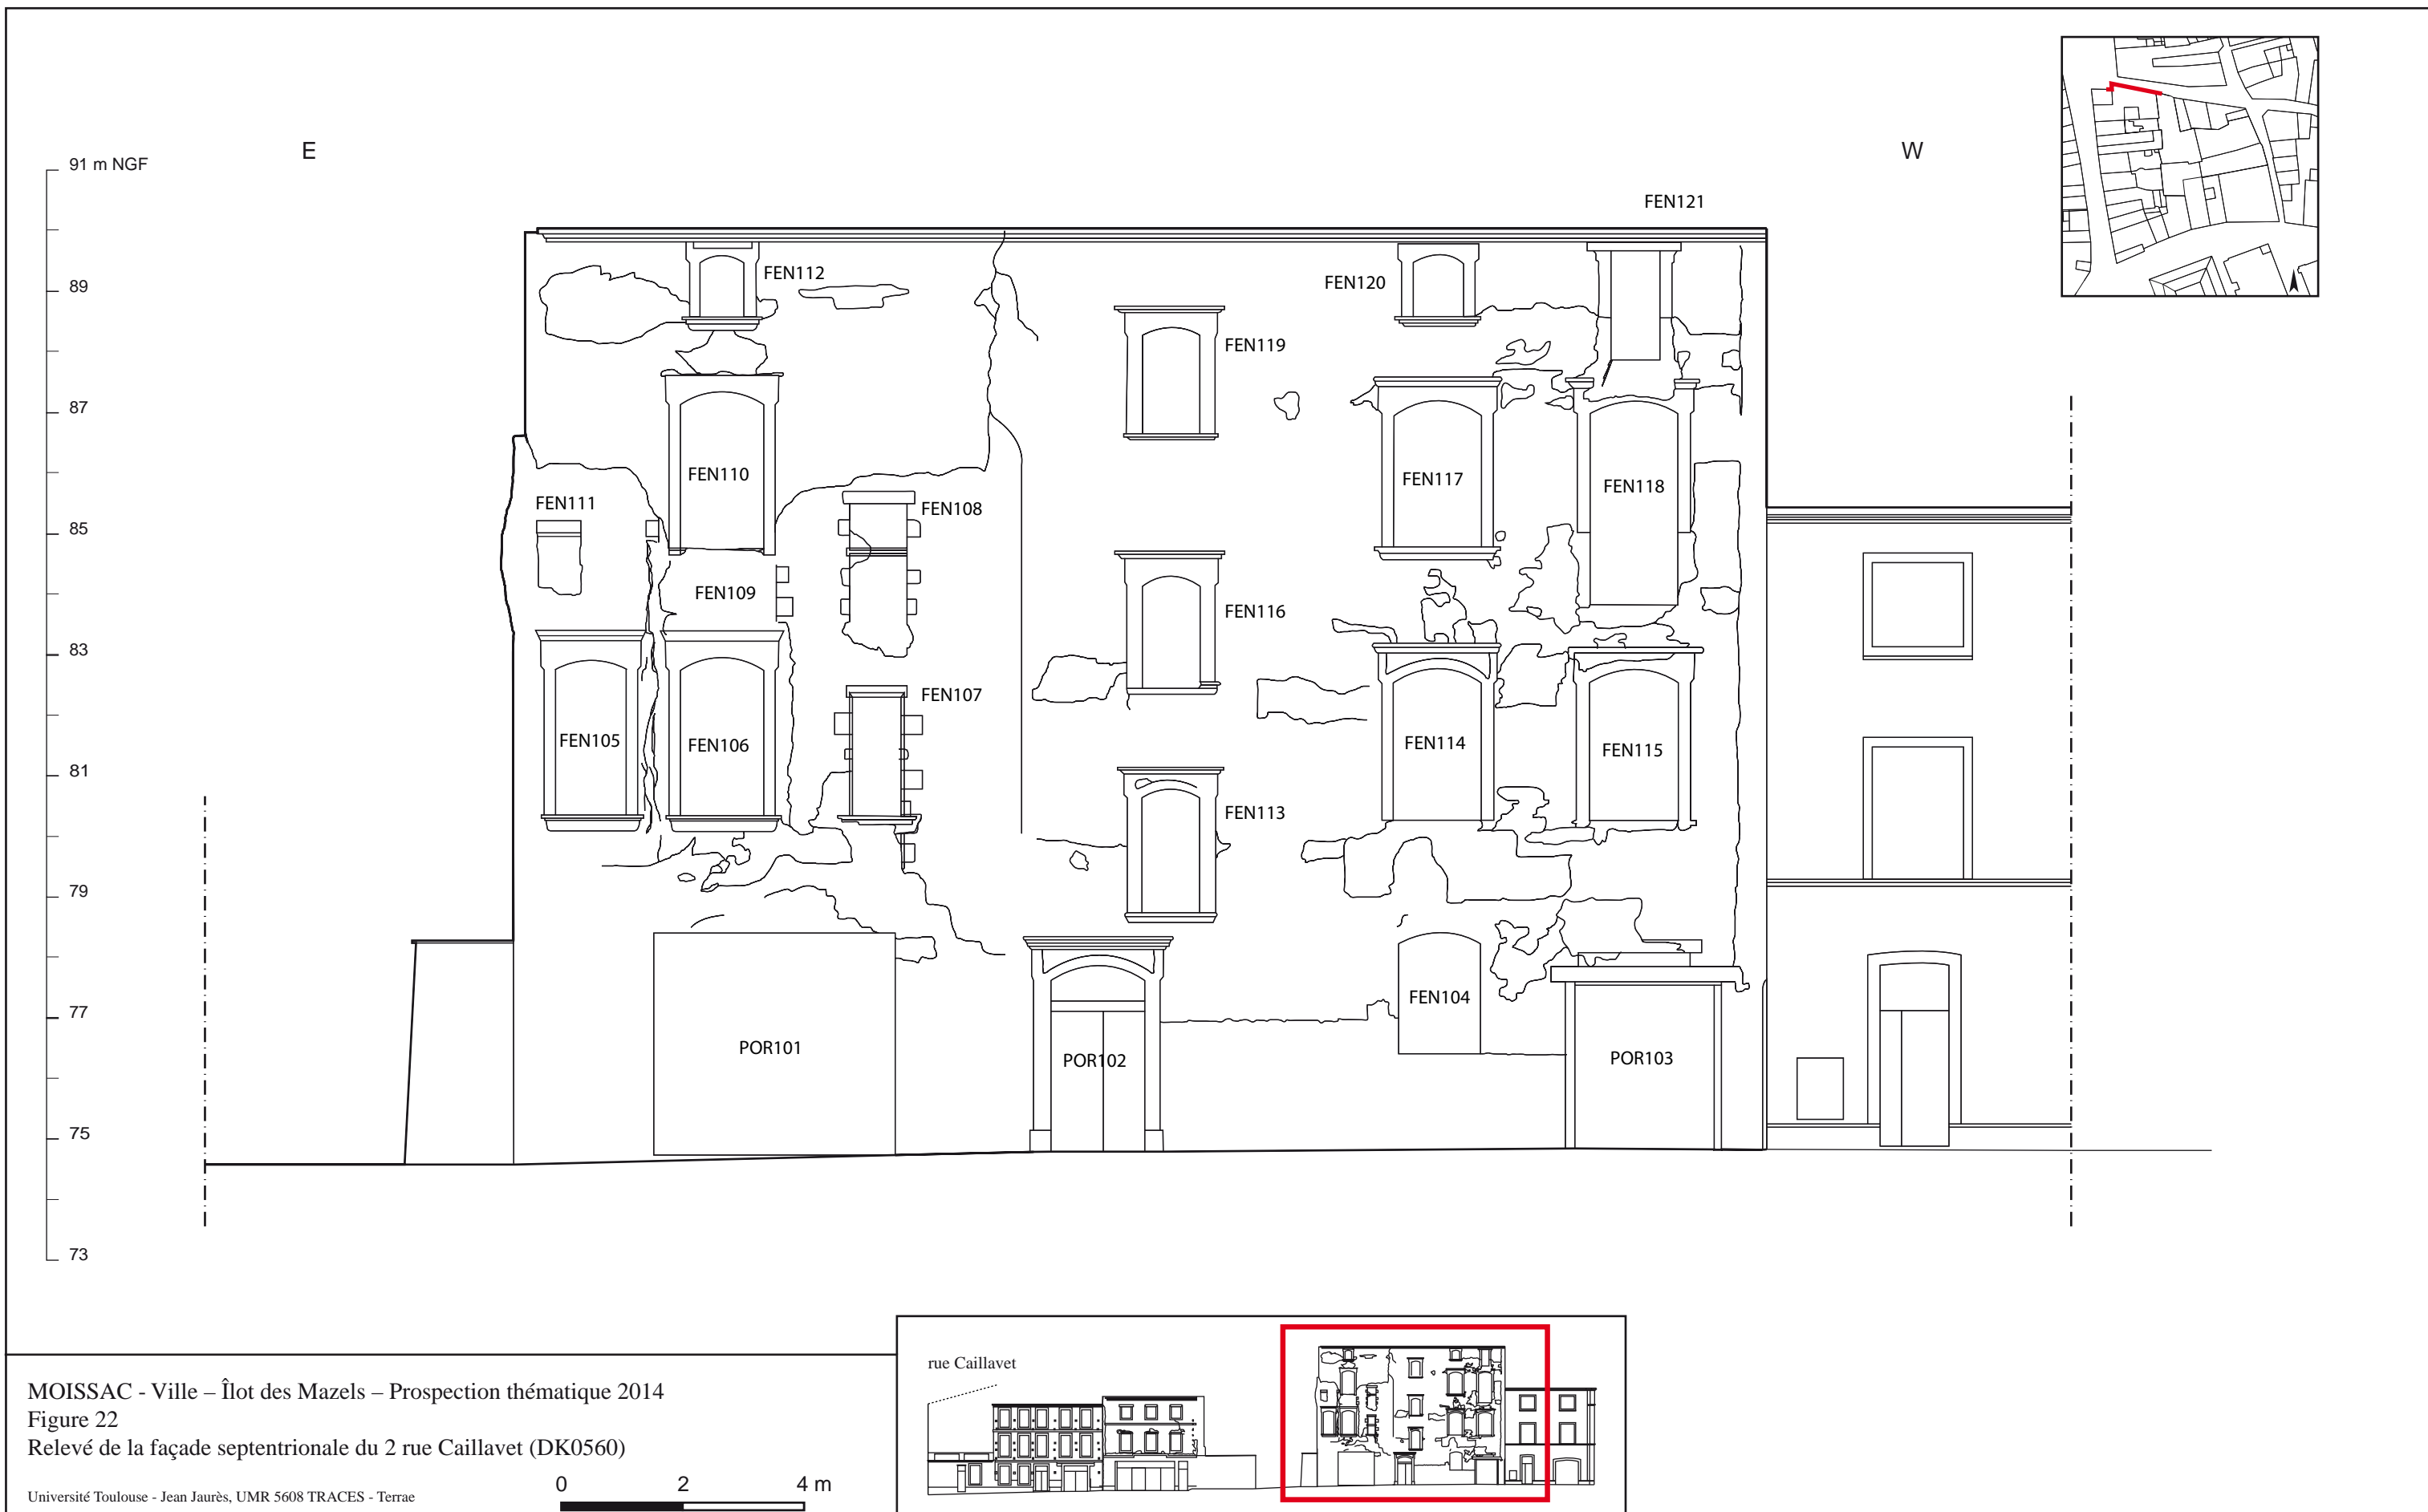 E
W
91 m NGF
89
87
85
83
81
79
77
75
73
FEN121
FEN112
FEN120
FEN119
FEN110
FEN117
FEN118
FEN111
FEN108
FEN109
FEN116
FEN107
FEN105
FEN106
FEN114
FEN115
FEN113
FEN104
POR101
POR102
POR103
MOISSAC - Ville – Îlot des Mazels – Prospection thématique 2014
Figure 22
Relevé de la façade septentrionale du 2 rue Caillavet (DK0560)
Université Toulouse - Jean Jaurès, UMR 5608 TRACES - Terrae
0 2 4 m
rue Caillavet